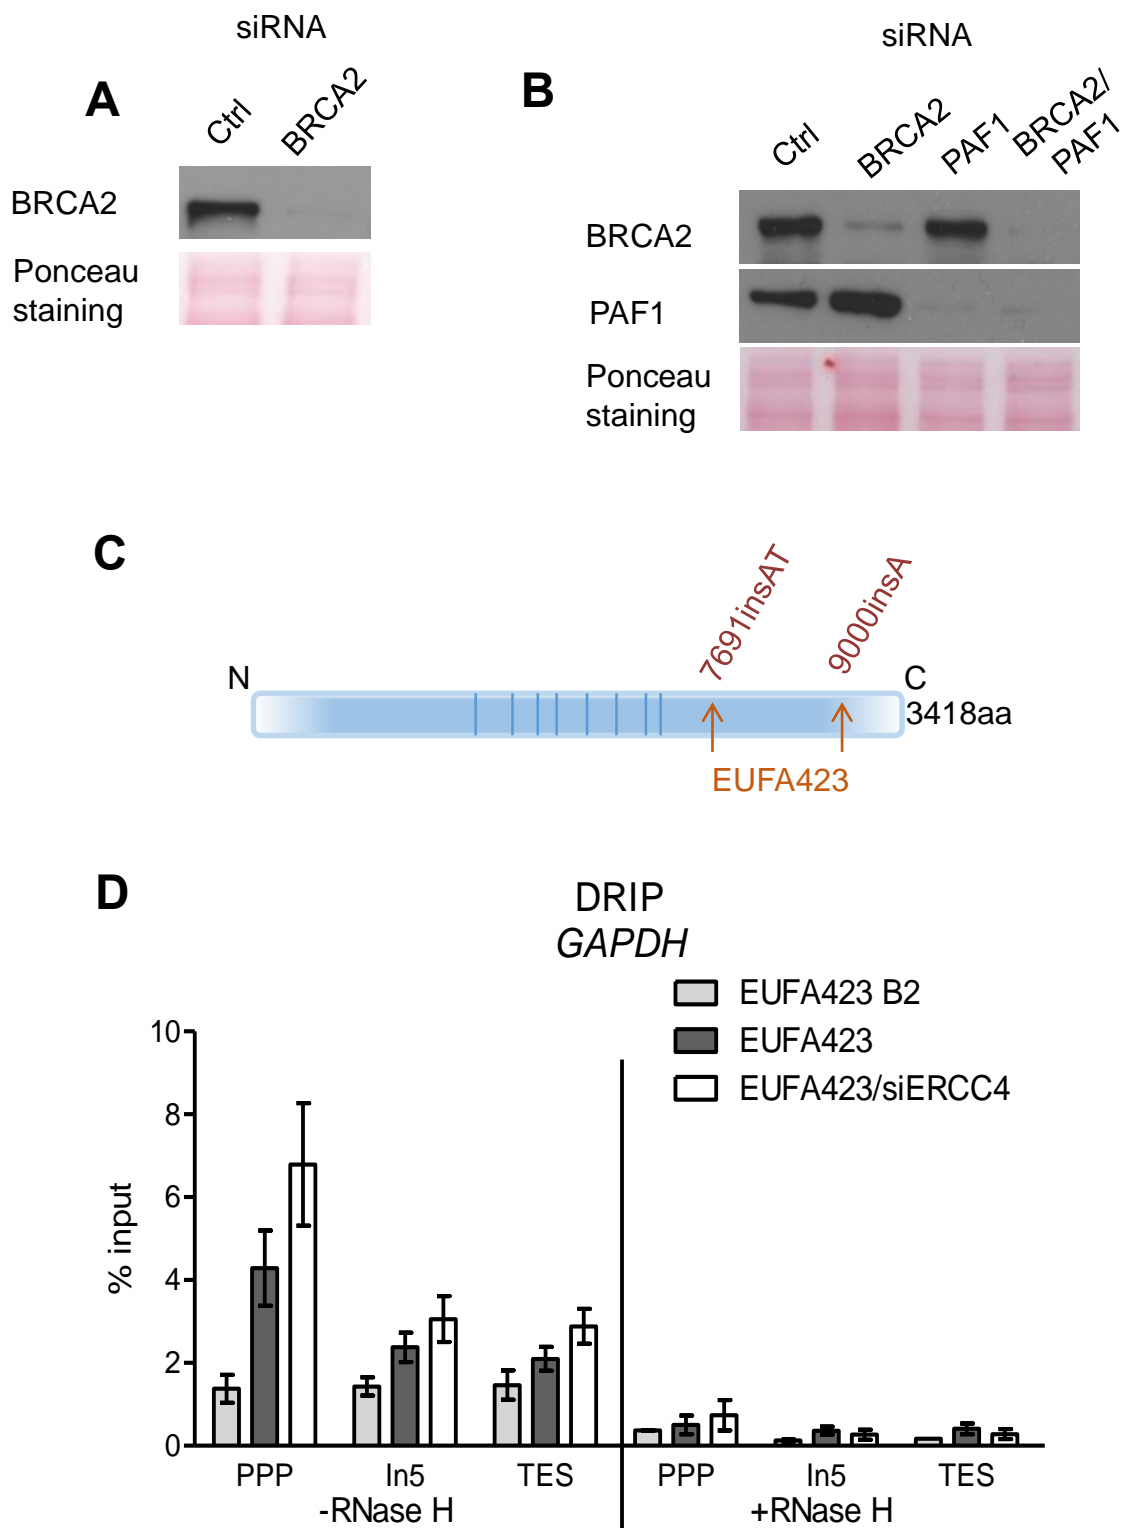 siRNA
A
Ctrl
BRCA2
BRCA2
Ponceau
staining
siRNA
B
Ctrl
BRCA2
PAF1
BRCA2/
PAF1
BRCA2
PAF1
Ponceau
staining
C
7691insAT
9000insA
N
C
3418aa
EUFA423
D
DRIP
GAPDH
EUFA423 B2
EUFA423
EUFA423/siERCC4
% input
10
8
6
4
2
0
PPP In5 TES PPP In5 TES
-RNase H +RNase H